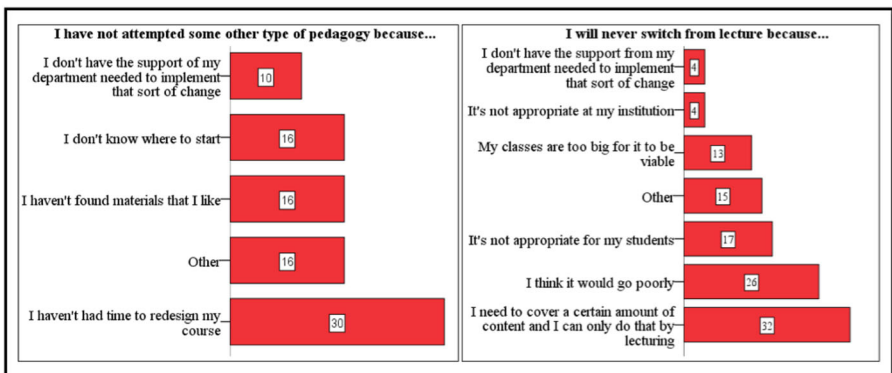 I have not attempted some other type of pedagogy because...
I don't have the support of my
department needed to implement
that sort of change
10
I don't know where to start
16
I haven't found materials that I like
16
Other
16
I haven't had time to redesign my
course
30
I will never switch from lecture because...
I don't have the support from my
department needed to implement
that sort of change
4
It's not appropriate at my institution
4
My classes are too big for it to be
viable
13
Other
15
It's not appropriate for my students
17
I think it would go poorly
26
I need to cover a certain amount of
content and I can only do that by
lecturing
32